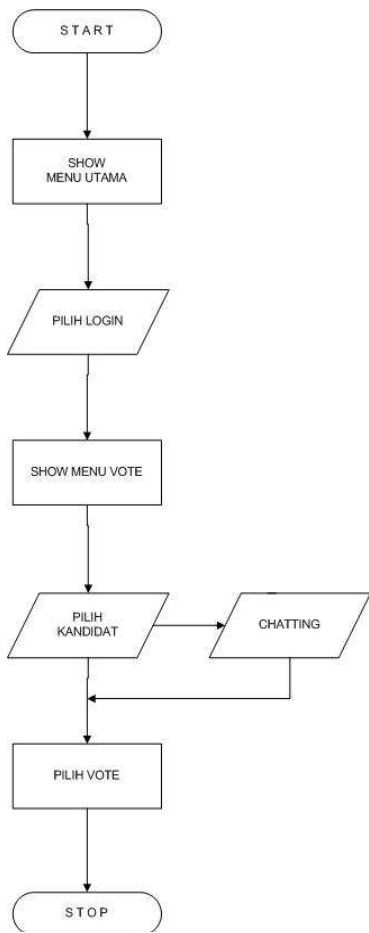 START
SHOW
MENU UTAMA
PILIH LOGIN
SHOW MENU VOTE
PILIH
KANDIDAT
CHATTING
PILIH VOTE
STOP